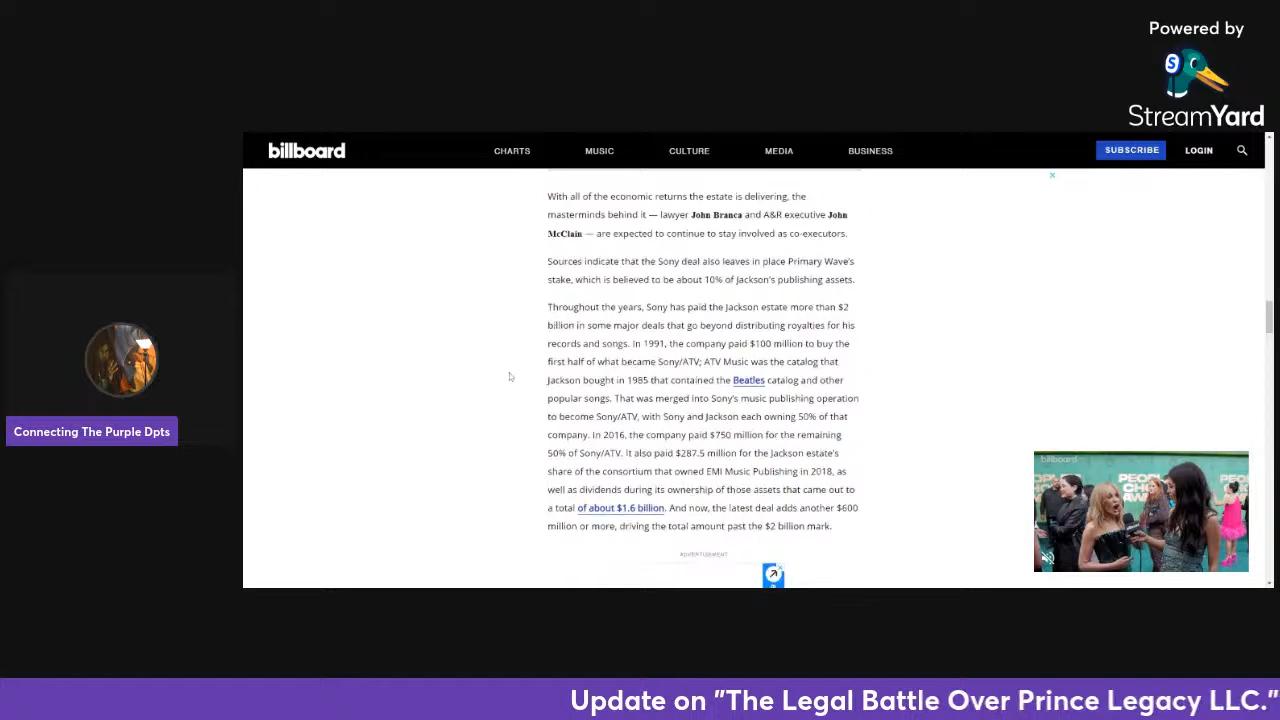 Powered by
S
StreamYard
billboard
CHARTS
MUSIC
CULTURE
MEDIA
BUSINESS
SUBSCRIBE
LOGIN
With all of the economic returns the estate is delivering, the
masterminds behind it — lawyer John Branca and A&R executive John
McClain — are expected to continue to stay involved as co-executors.
Sources indicate that the Sony deal also leaves in place Primary Wave's
stake, which is believed to be about 10% of Jackson's publishing assets.
Throughout the years, Sony has paid the Jackson estate more than $2
billion in some major deals that go beyond distributing royalties for his
records and songs. In 1991, the company paid $100 million to buy the
first half of what became Sony/ATV; ATV Music was the catalog that
Jackson bought in 1985 that contained the Beatles catalog and other
popular songs. That was merged into Sony's music publishing operation
to become Sony/ATV, with Sony and Jackson each owning 50% of that
company. In 2016, the company paid $750 million for the remaining
50% of Sony/ATV. It also paid $287.5 million for the Jackson estate's
share of the consortium that owned EMI Music Publishing in 2018, as
well as dividends during its ownership of those assets that came out to
a total of about $1.6 billion. And now, the latest deal adds another $600
million or more, driving the total amount past the $2 billion mark.
ADVERTISEMENT
Connecting The Purple Dpts
billboard
Update on "The Legal Battle Over Prince Legacy LLC."